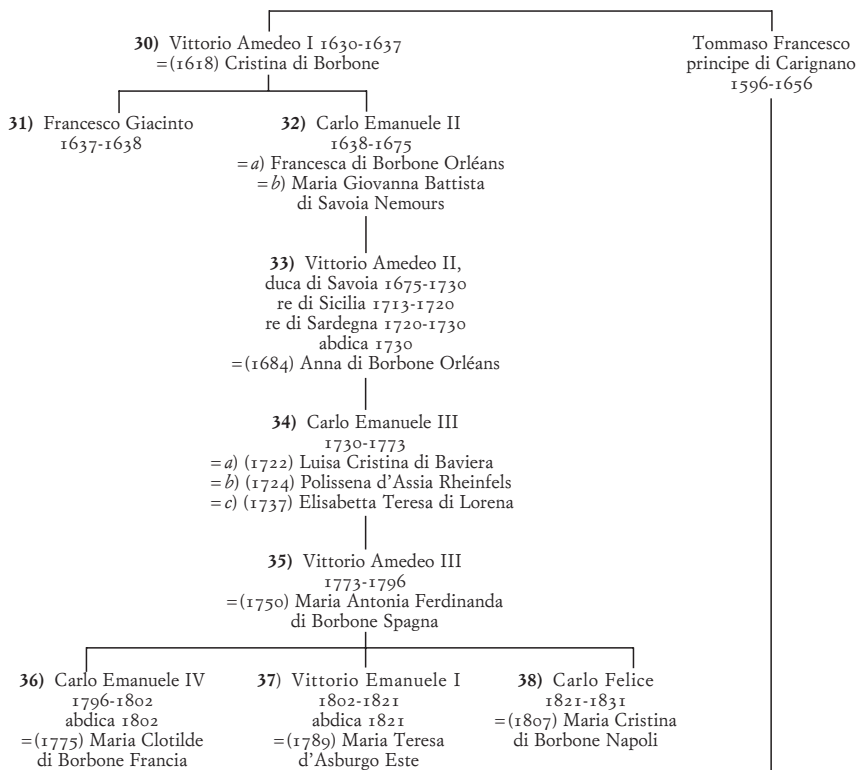 30) Vittorio Amedeo I 1630-1637
=(1618) Cristina di Borbone
Tommaso Francesco
principe di Carignano
1596-1656
31) Francesco Giacinto
1637-1638
32) Carlo Emanuele II
1638-1675
=a) Francesca di Borbone Orléans
=b) Maria Giovanna Battista
di Savoia Nemours
33) Vittorio Amedeo II,
duca di Savoia 1675-1730
re di Sicilia 1713-1720
re di Sardegna 1720-1730
abdica 1730
=(1684) Anna di Borbone Orléans
34) Carlo Emanuele III
1730-1773
=a) (1722) Luisa Cristina di Baviera
=b) (1724) Polissena d'Assia Rheinfels
=c) (1737) Elisabetta Teresa di Lorena
35) Vittorio Amedeo III
1773-1796
=(1750) Maria Antonia Ferdinanda
di Borbone Spagna
36) Carlo Emanuele IV
1796-1802
abdica 1802
=(1775) Maria Clotilde
di Borbone Francia
37) Vittorio Emanuele I
1802-1821
abdica 1821
=(1789) Maria Teresa
d'Asburgo Este
38) Carlo Felice
1821-1831
=(1807) Maria Cristina
di Borbone Napoli